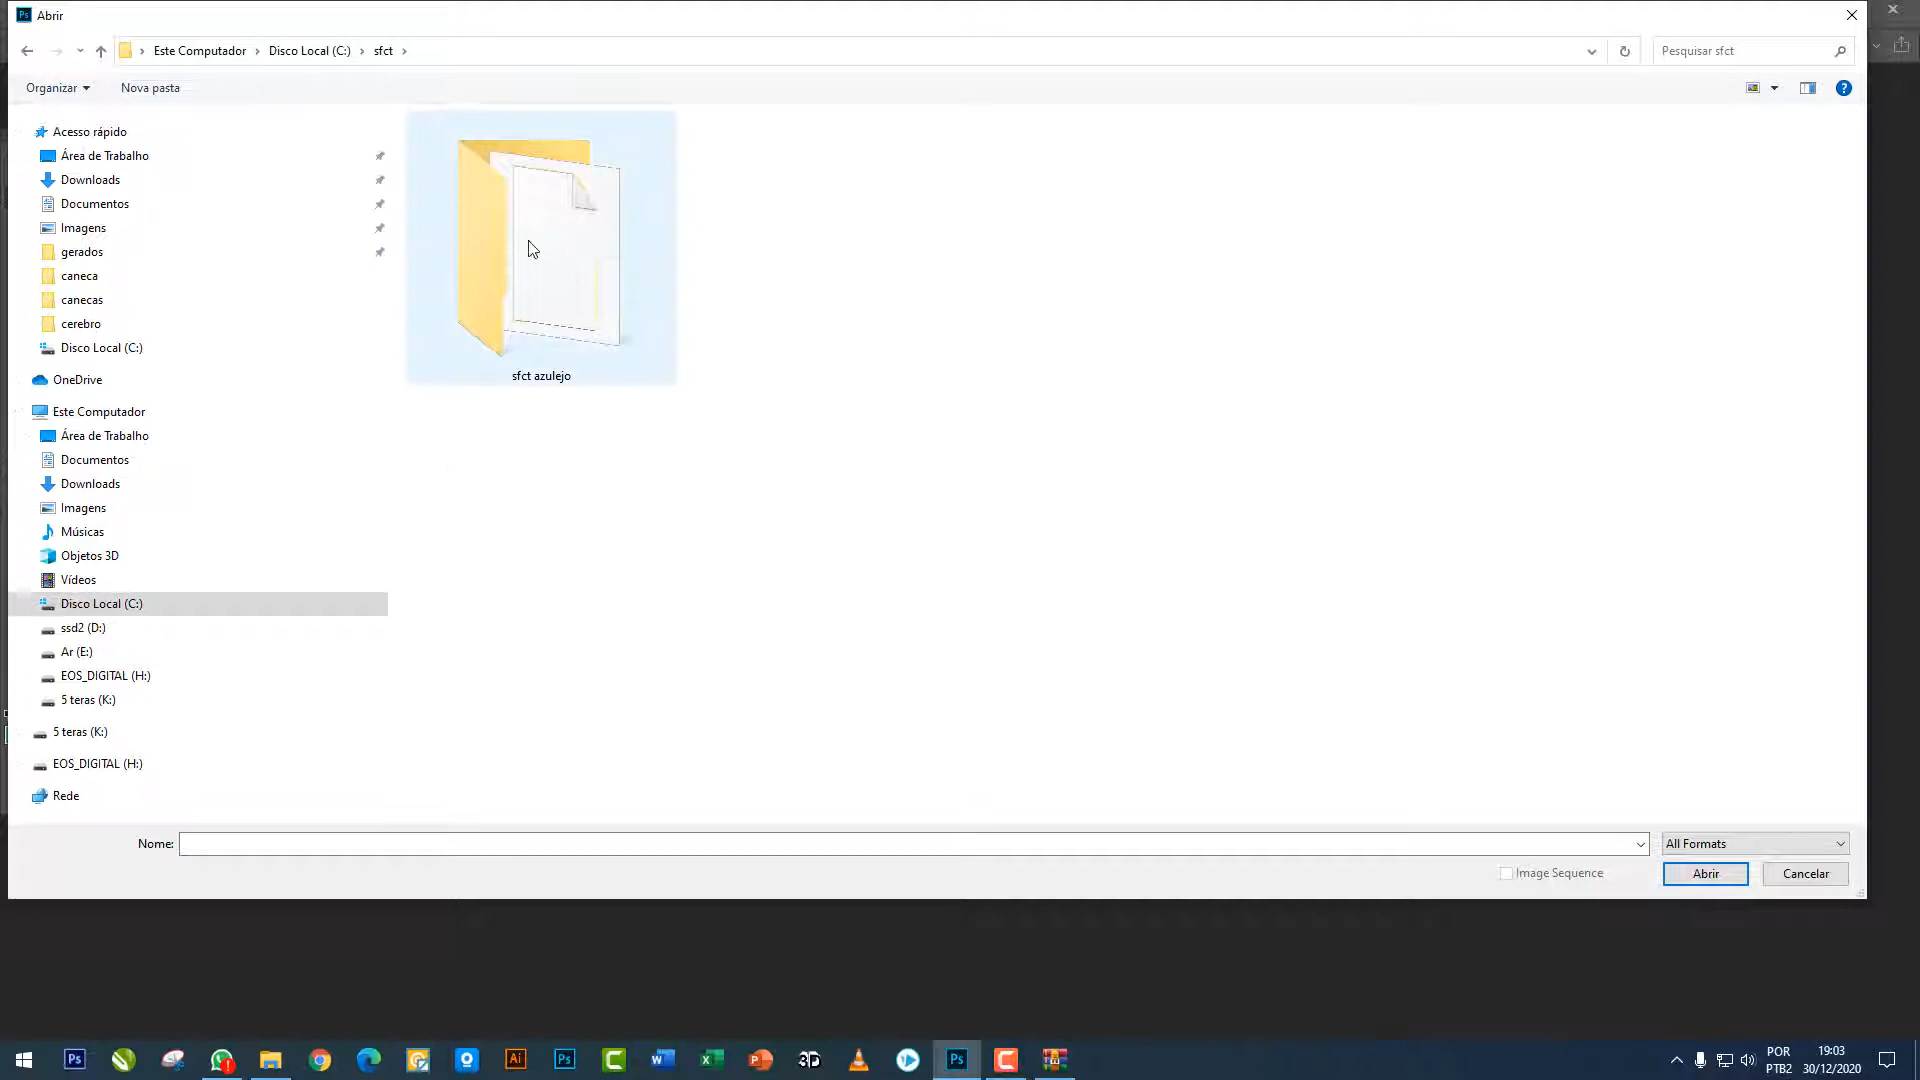 Abrir
Este Computador > Disco Local (C:) > sfct >
Pesquisar sfct
Organizar
Nova pasta
Acesso rápido
Área de Trabalho
Downloads
Documentos
Imagens
gerados
caneca
canecas
cerebro
Disco Local (C:)
OneDrive
Este Computador
Área de Trabalho
Documentos
Downloads
Imagens
Músicas
Objetos 3D
Vídeos
Disco Local (C:)
ssd2 (D:)
Ar (E:)
EOS_DIGITAL (H:)
5 teras (K:)
5 teras (K:)
EOS_DIGITAL (H:)
Rede
sfct azulejo
Nome:
All Formats
Image Sequence
Abrir
Cancelar
POR
PTB2
19:03
30/12/2020